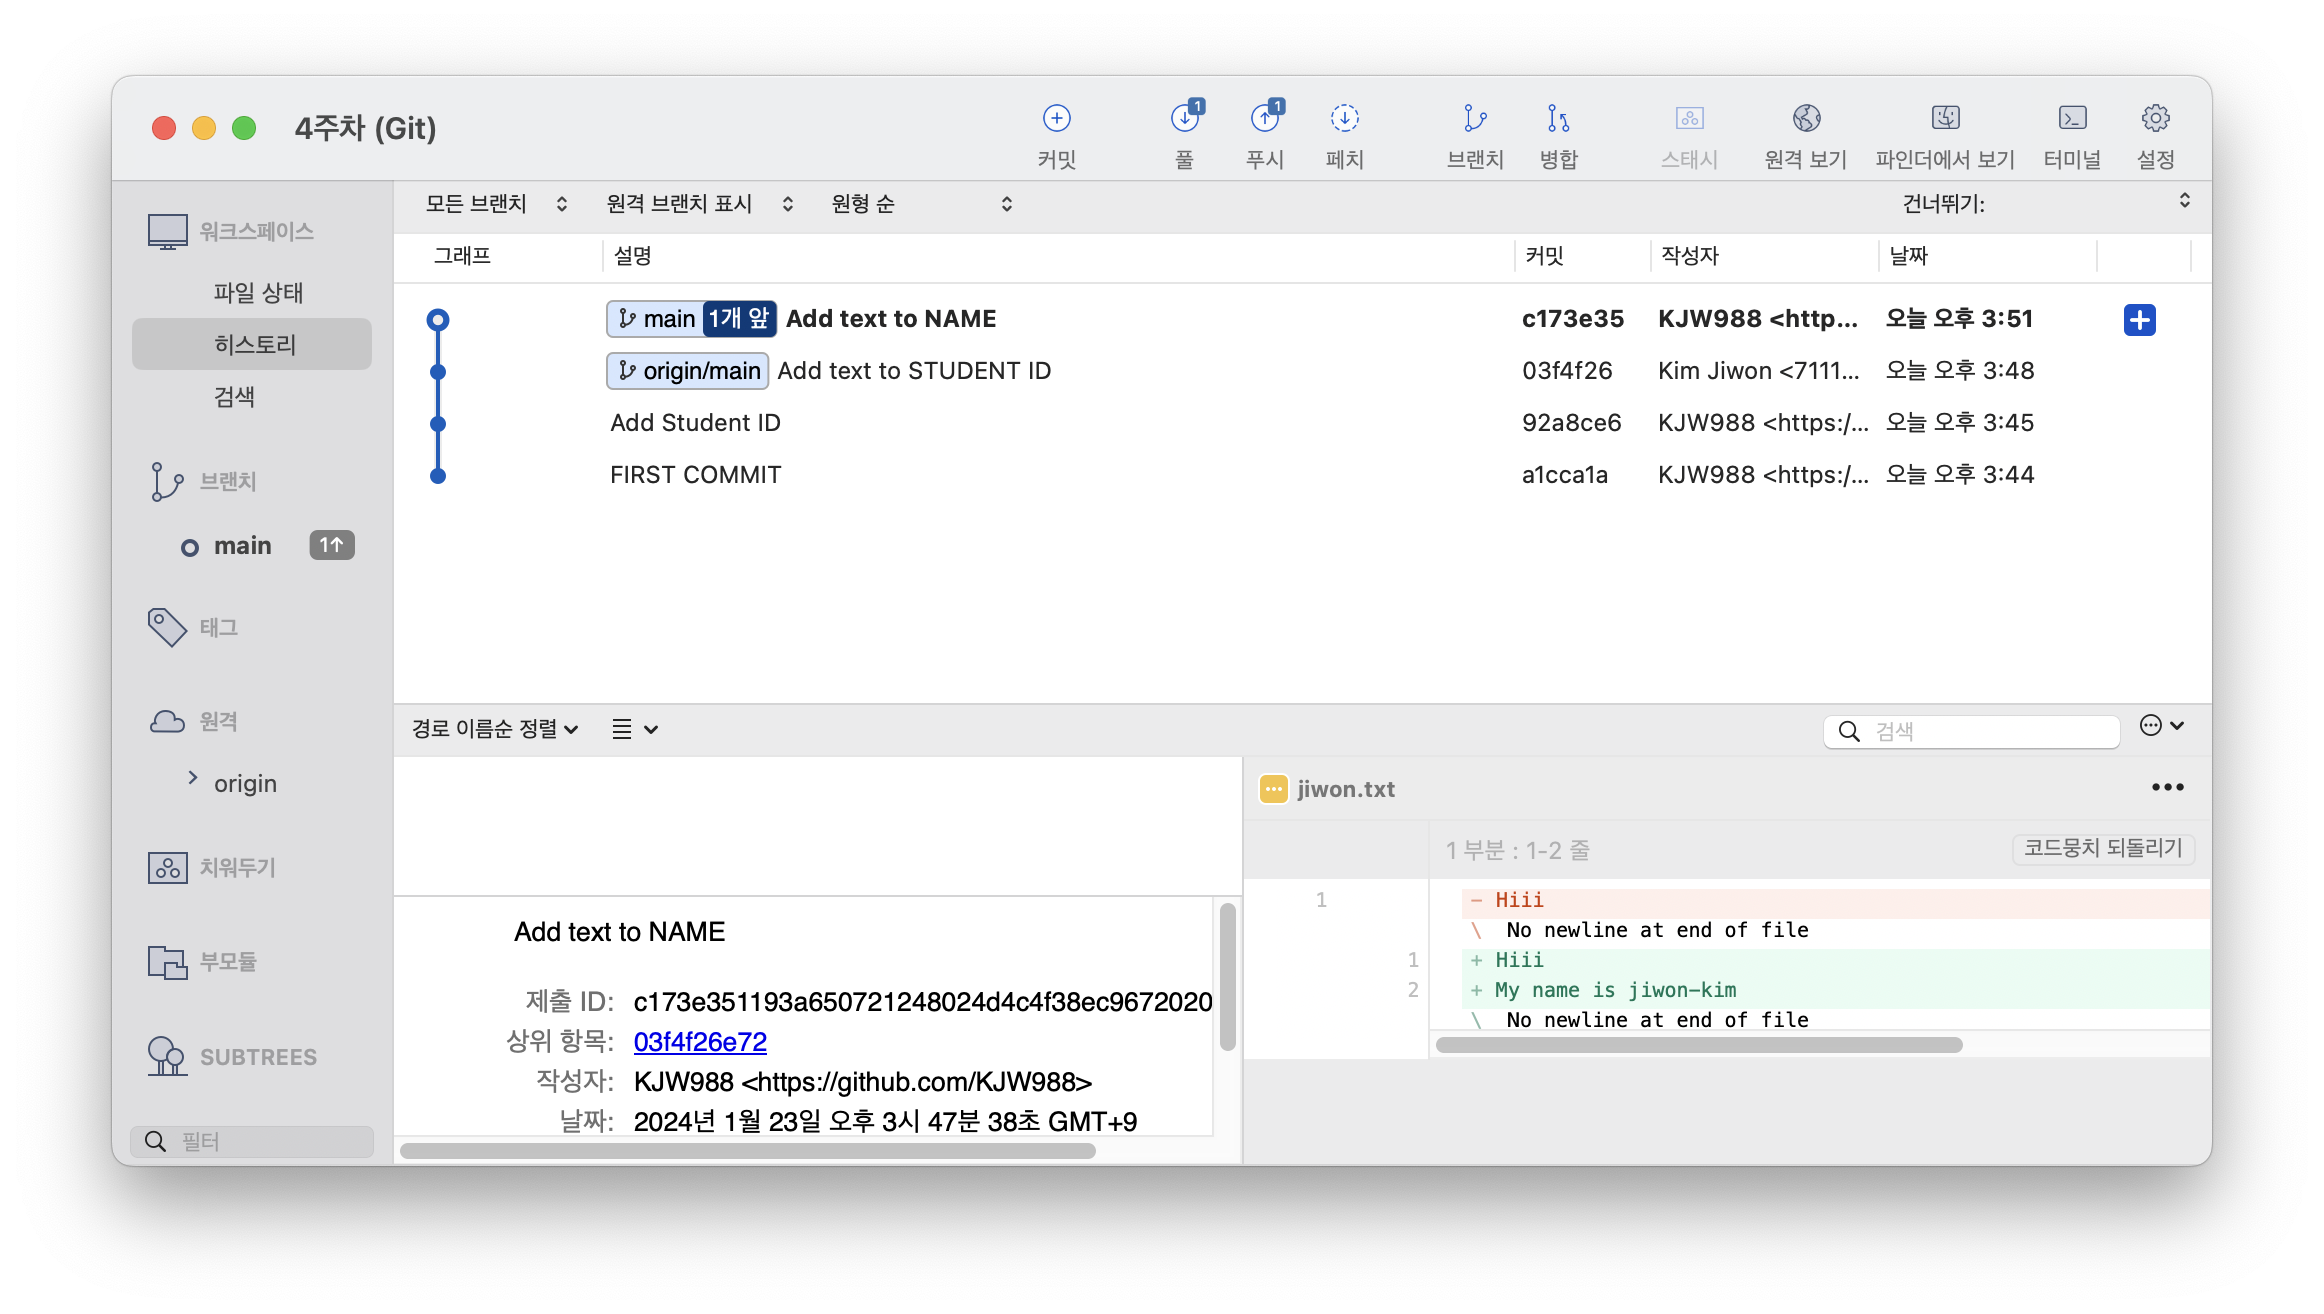 4주차 (Git)
커밋
1
풀
1
푸시
페치
브랜치
병합
스태시
원격 보기
파인더에서 보기
터미널
설정
워크스페이스
파일 상태
히스토리
검색
브랜치
main 1↑
태그
원격
origin
치워두기
부모듈
SUBTREES
필터
모든 브랜치 원격 브랜치 표시 원형 순 건너뛰기:
그래프 설명 커밋 작성자 날짜
main 1개 앞 Add text to NAME c173e35 KJW988 <http... 오늘 오후 3:51
origin/main Add text to STUDENT ID 03f4f26 Kim Jiwon <7111... 오늘 오후 3:48
Add Student ID 92a8ce6 KJW988 <https:/... 오늘 오후 3:45
FIRST COMMIT a1cca1a KJW988 <https:/... 오늘 오후 3:44
경로 이름순 정렬 검색
Add text to NAME
제출 ID: c173e351193a650721248024d4c4f38ec9672020
상위 항목: 03f4f26e72
작성자: KJW988 <https://github.com/KJW988>
날짜: 2024년 1월 23일 오후 3시 47분 38초 GMT+9
jiwon.txt
1 부분 : 1-2 줄 코드뭉치 되돌리기
1 - Hiii
\ No newline at end of file
1 + Hiii
2 + My name is jiwon-kim
\ No newline at end of file